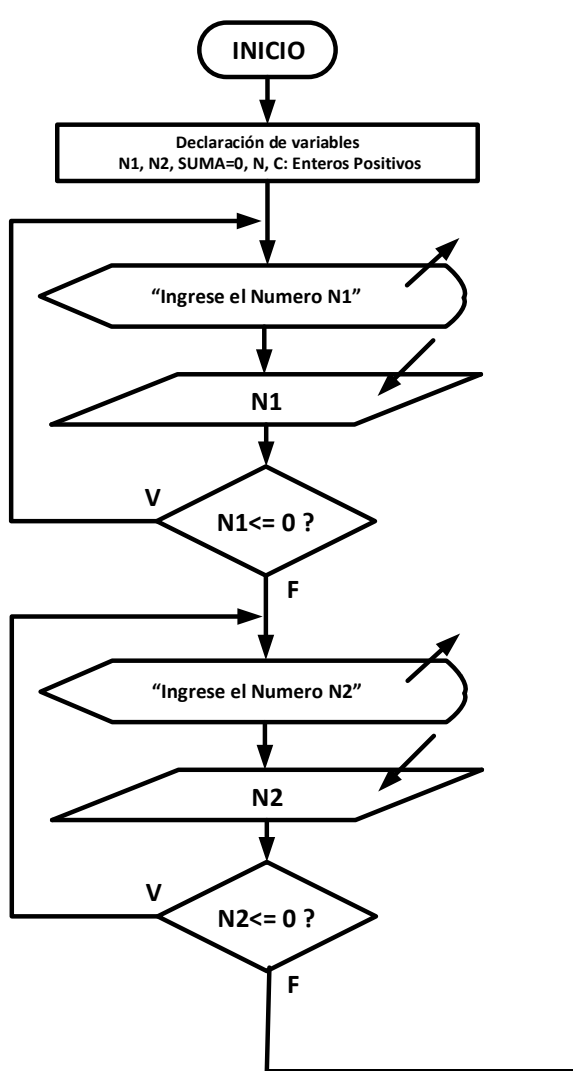 INICIO
Declaración de variables
N1, N2, SUMA=0, N, C: Enteros Positivos
“Ingrese el Numero N1”
N1
V
N1<= 0 ?
F
“Ingrese el Numero N2”
N2
V
N2<= 0 ?
F